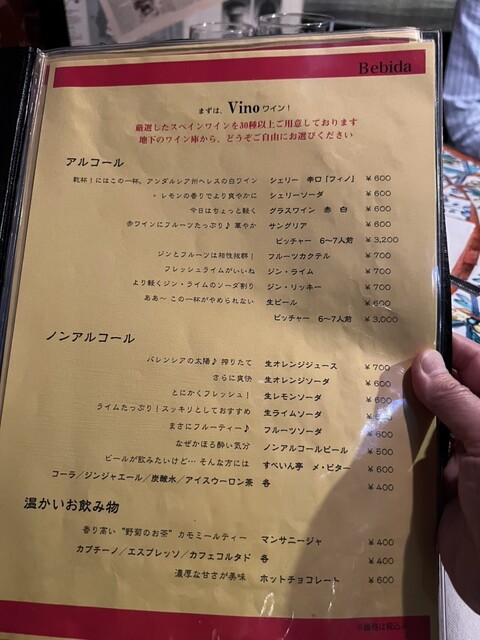 Bebida
まずは、Vino ワイン！
厳選したスペインワインを30種以上ご用意しております
地下のワイン庫から、どうぞご自由にお選びください
アルコール
乾杯！にはこの一杯。アンダルシア州ヘレスの白ワイン シェリー 辛口「フィノ」 ￥600
レモンの香りでより爽やかに シェリーソーダ ￥600
今日はちょっと軽く グラスワイン 赤 白 ￥600
赤ワインにフルーツたっぷり♪ 華やか サングリア ￥600
ピッチャー 6～7人前 ￥3,200
ジンとフルーツは相性抜群！ フルーツカクテル ￥700
フレッシュライムがいいね ジン・ライム ￥700
より軽くジン・ライムのソーダ割り ジン・リッキー ￥700
ああ～ この一杯がやめられない 生ビール ￥600
ピッチャー 6～7人前 ￥3,000
ノンアルコール
バレンシアの太陽♪ 搾りたて 生オレンジジュース ￥700
さらに爽快 生オレンジソーダ ￥600
とにかくフレッシュ！ 生レモンソーダ ￥600
ライムたっぷり！スッキリとしておすすめ 生ライムソーダ
まさにフルーティー♪ フルーツソーダ ￥600
なぜかほろ酔い気分 ノンアルコールビール ￥500
ビールが飲みたいけど… そんな方には すぺいん亭 メ・ビター ￥600
コーラ／ジンジャエール／炭酸水／アイスウーロン茶 各 ￥400
温かいお飲み物
香り高い“野菊のお茶” カモミールティー マンサニージャ ￥400
カプチーノ／エスプレッソ／カフェコルタド 各 ￥400
濃厚な甘さが美味 ホットチョコレート ￥600
※価格は税込